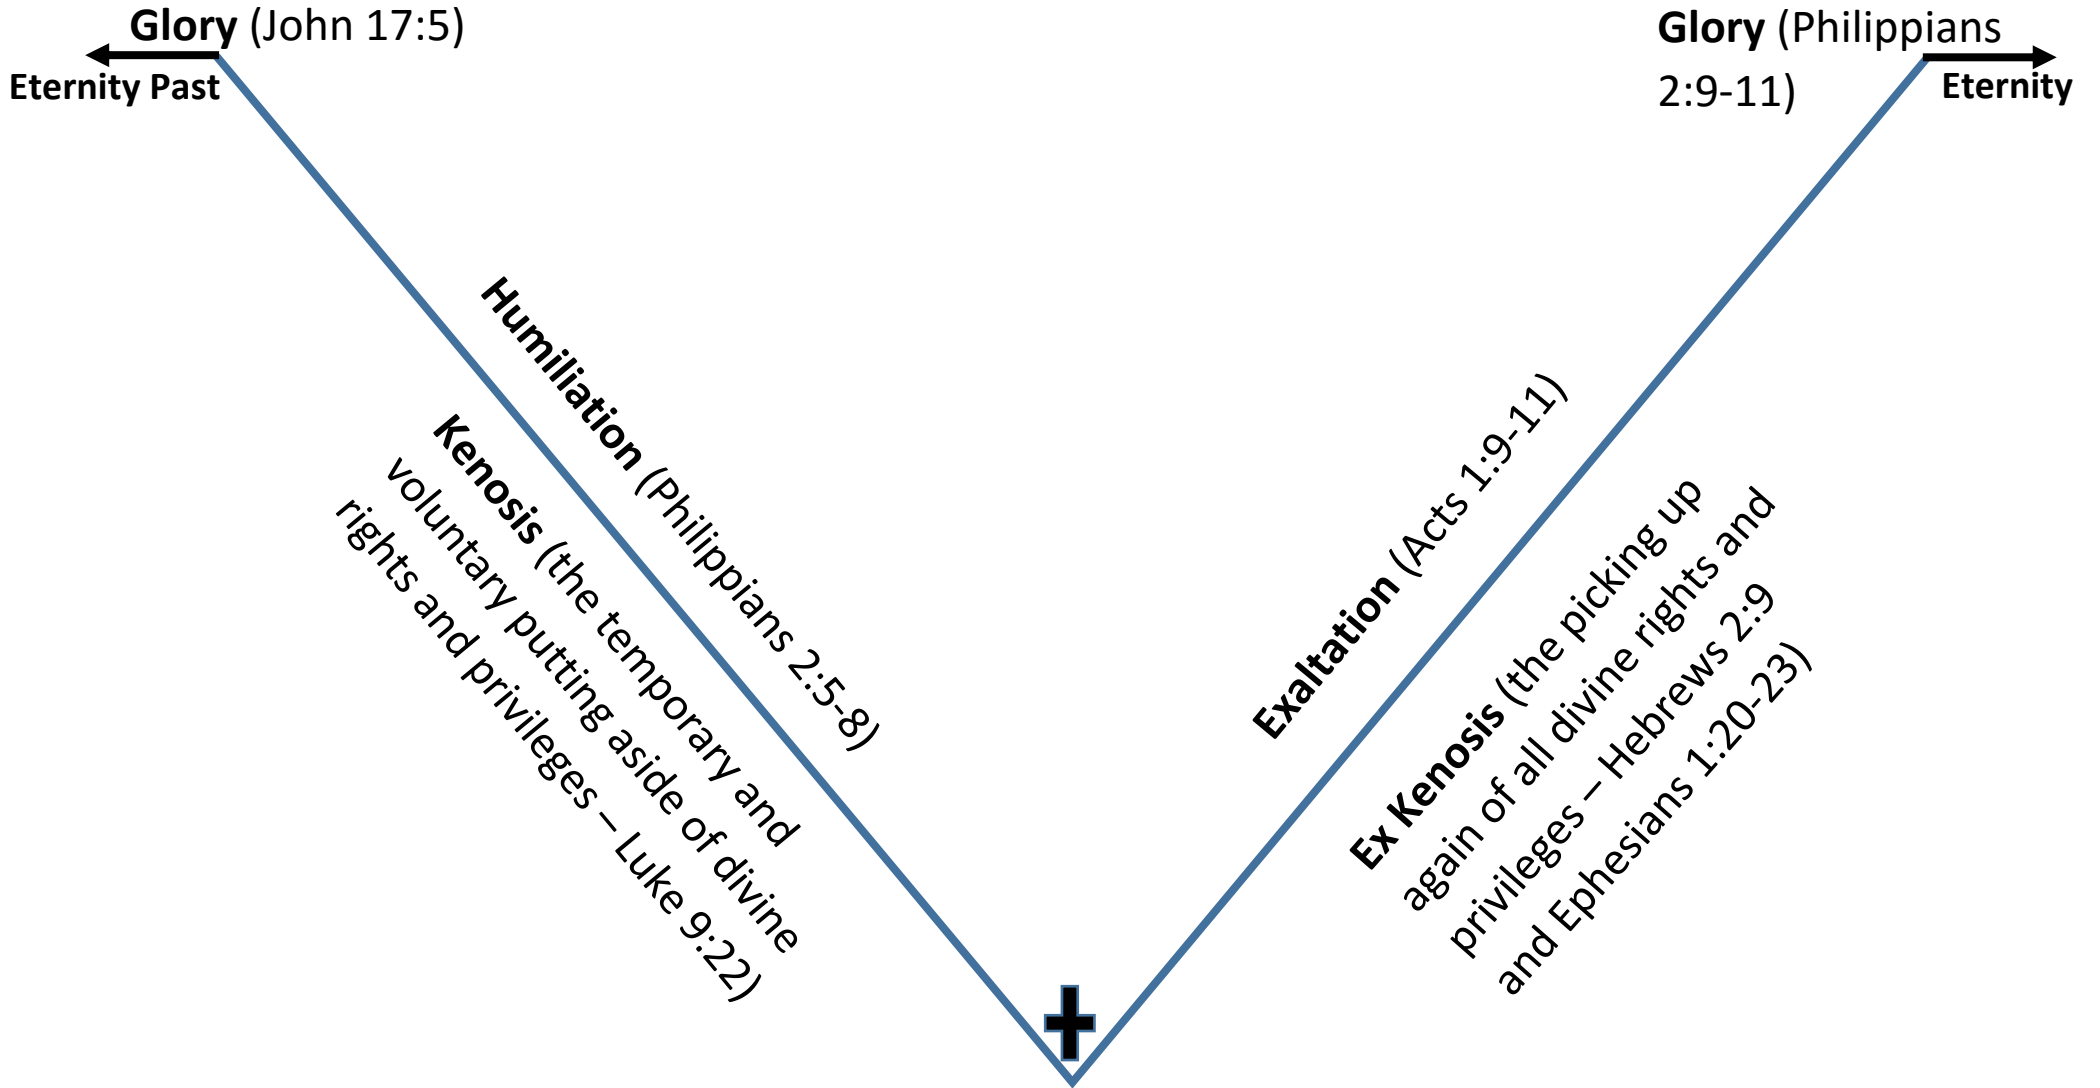 Glory (John 17:5)
Eternity Past
Glory (Philippians
2:9-11)
Eternity
Humiliation (Philippians 2:5-8)
Kenosis (the temporary and
voluntary putting aside of divine
rights and privileges – Luke 9:22)
Exaltation (Acts 1:9-11)
Ex Kenosis (the picking up
again of all divine rights and
privileges – Hebrews 2:9
and Ephesians 1:20-23)